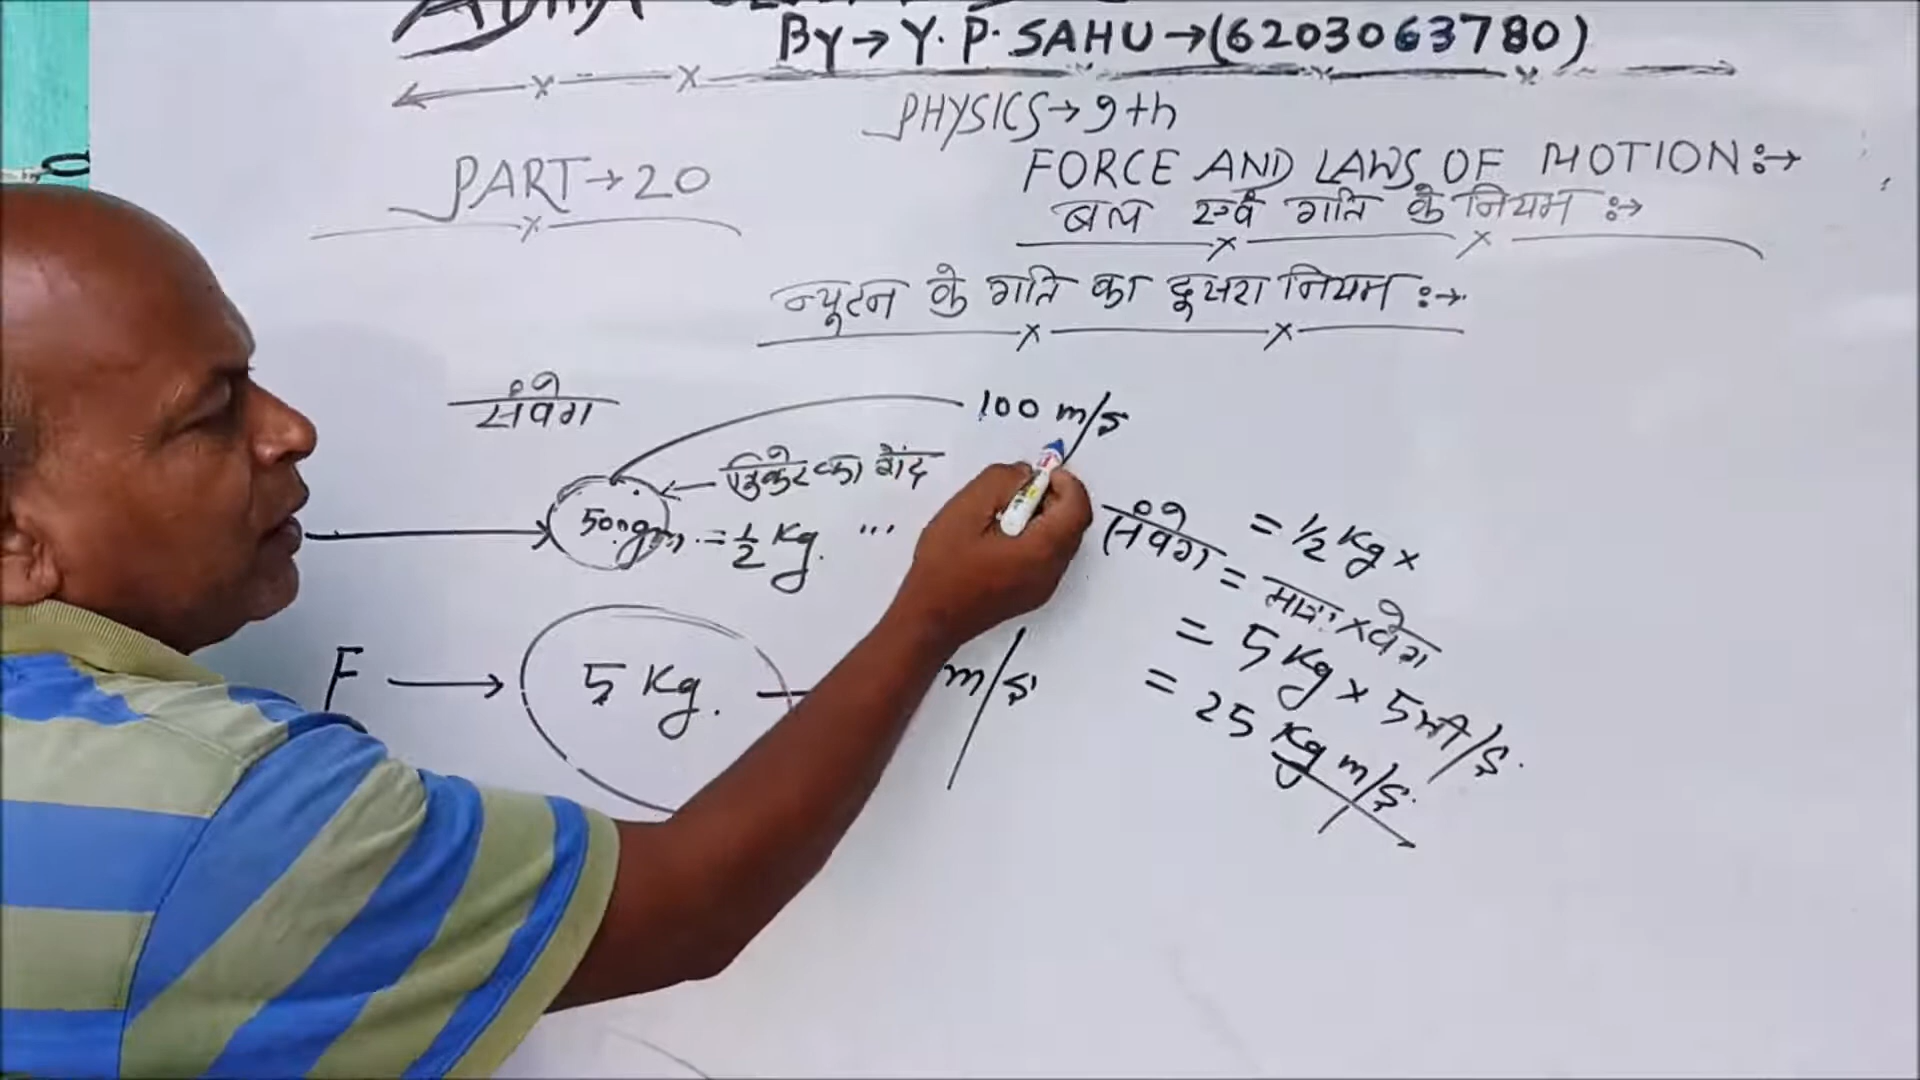 By → Y. P. SAHU → (6203063780)
PHYSICS → 9th
PART → 20
FORCE AND LAWS OF MOTION :→
बल एवं गति के नियम :→
न्यूटन के गति का दूसरा नियम :→
संवेग
100 m/s
क्रिकेट का गेंद
500gm. = 1/2 Kg.
संवेग = 1/2 Kg ×
= मात्रा × वेग
F → 5 Kg. m/s
= 5 Kg × 5 m/s.
= 25 Kg m/s.